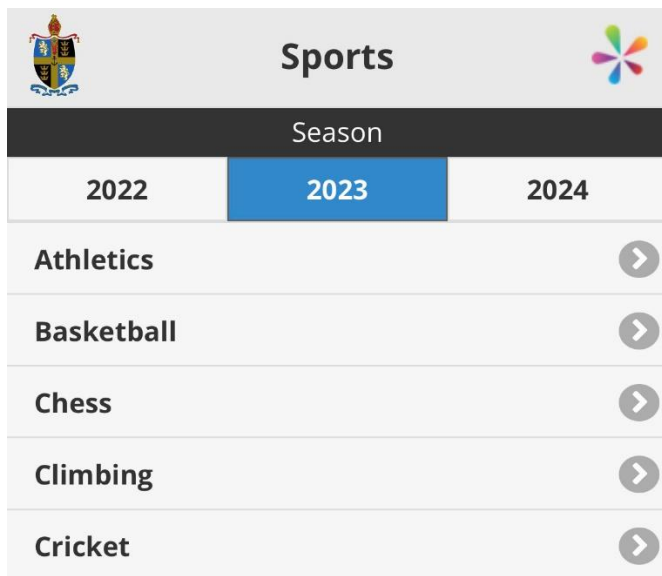 Sports
Season
2022 2023 2024
Athletics
Basketball
Chess
Climbing
Cricket